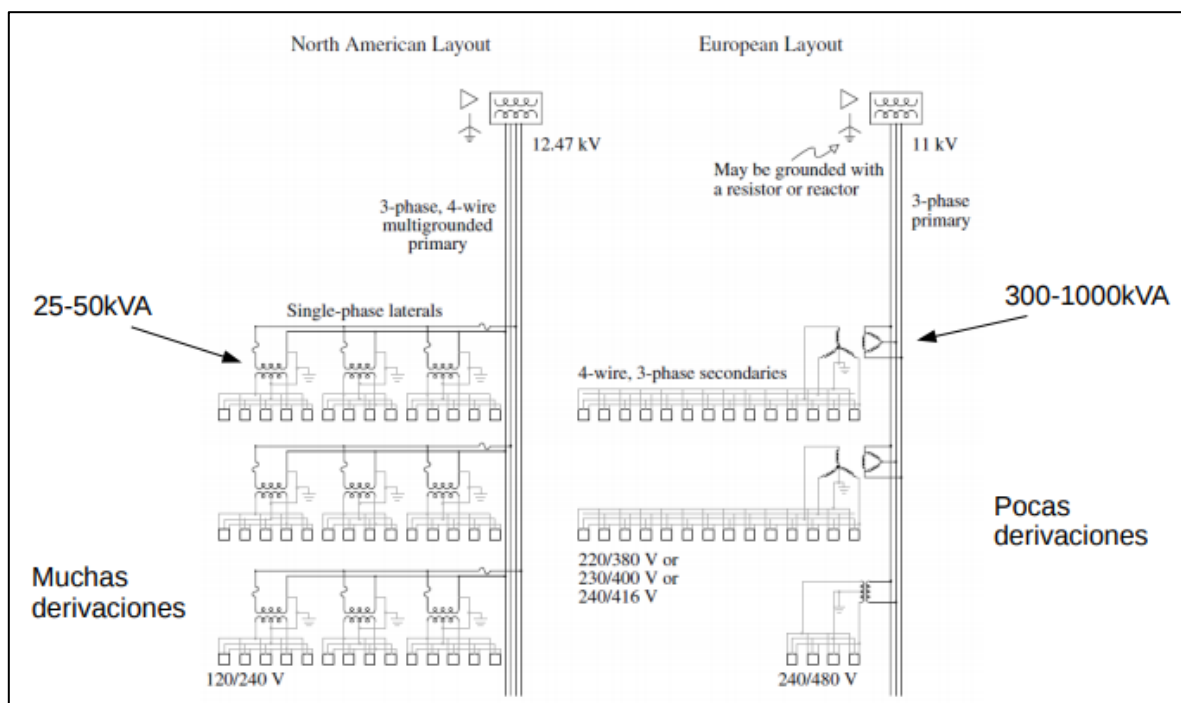 North American Layout
European Layout
12.47 kV
11 kV
May be grounded with
a resistor or reactor
3-phase, 4-wire
multigrounded
primary
3-phase
primary
25-50kVA
300-1000kVA
Single-phase laterals
4-wire, 3-phase secondaries
Muchas
derivaciones
Pocas
derivaciones
220/380 V or
230/400 V or
240/416 V
120/240 V
240/480 V